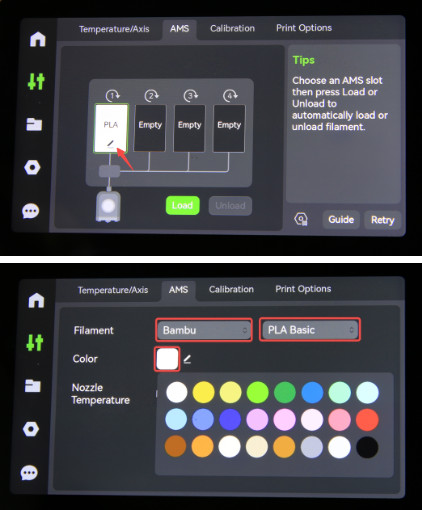 Temperature/Axis AMS Calibration Print Options
Tips
Choose an AMS slot
then press Load or
Unload to
automatically load or
unload filament.
1 2 3 4
PLA Empty Empty Empty
Load Unload
Guide Retry
Temperature/Axis AMS Calibration Print Options
Filament Bambu PLA Basic
Color
Nozzle
Temperature